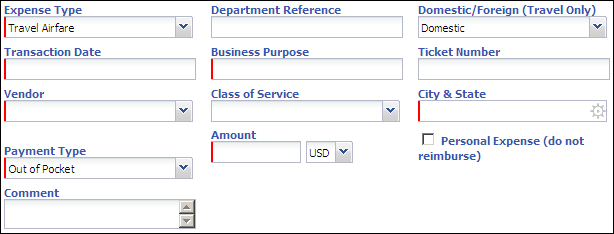 Expense Type
Department Reference
Domestic/Foreign (Travel Only)
Travel Airfare
Domestic
Transaction Date
Business Purpose
Ticket Number
Vendor
Class of Service
City & State
Amount
USD
Personal Expense (do not
reimburse)
Payment Type
Out of Pocket
Comment